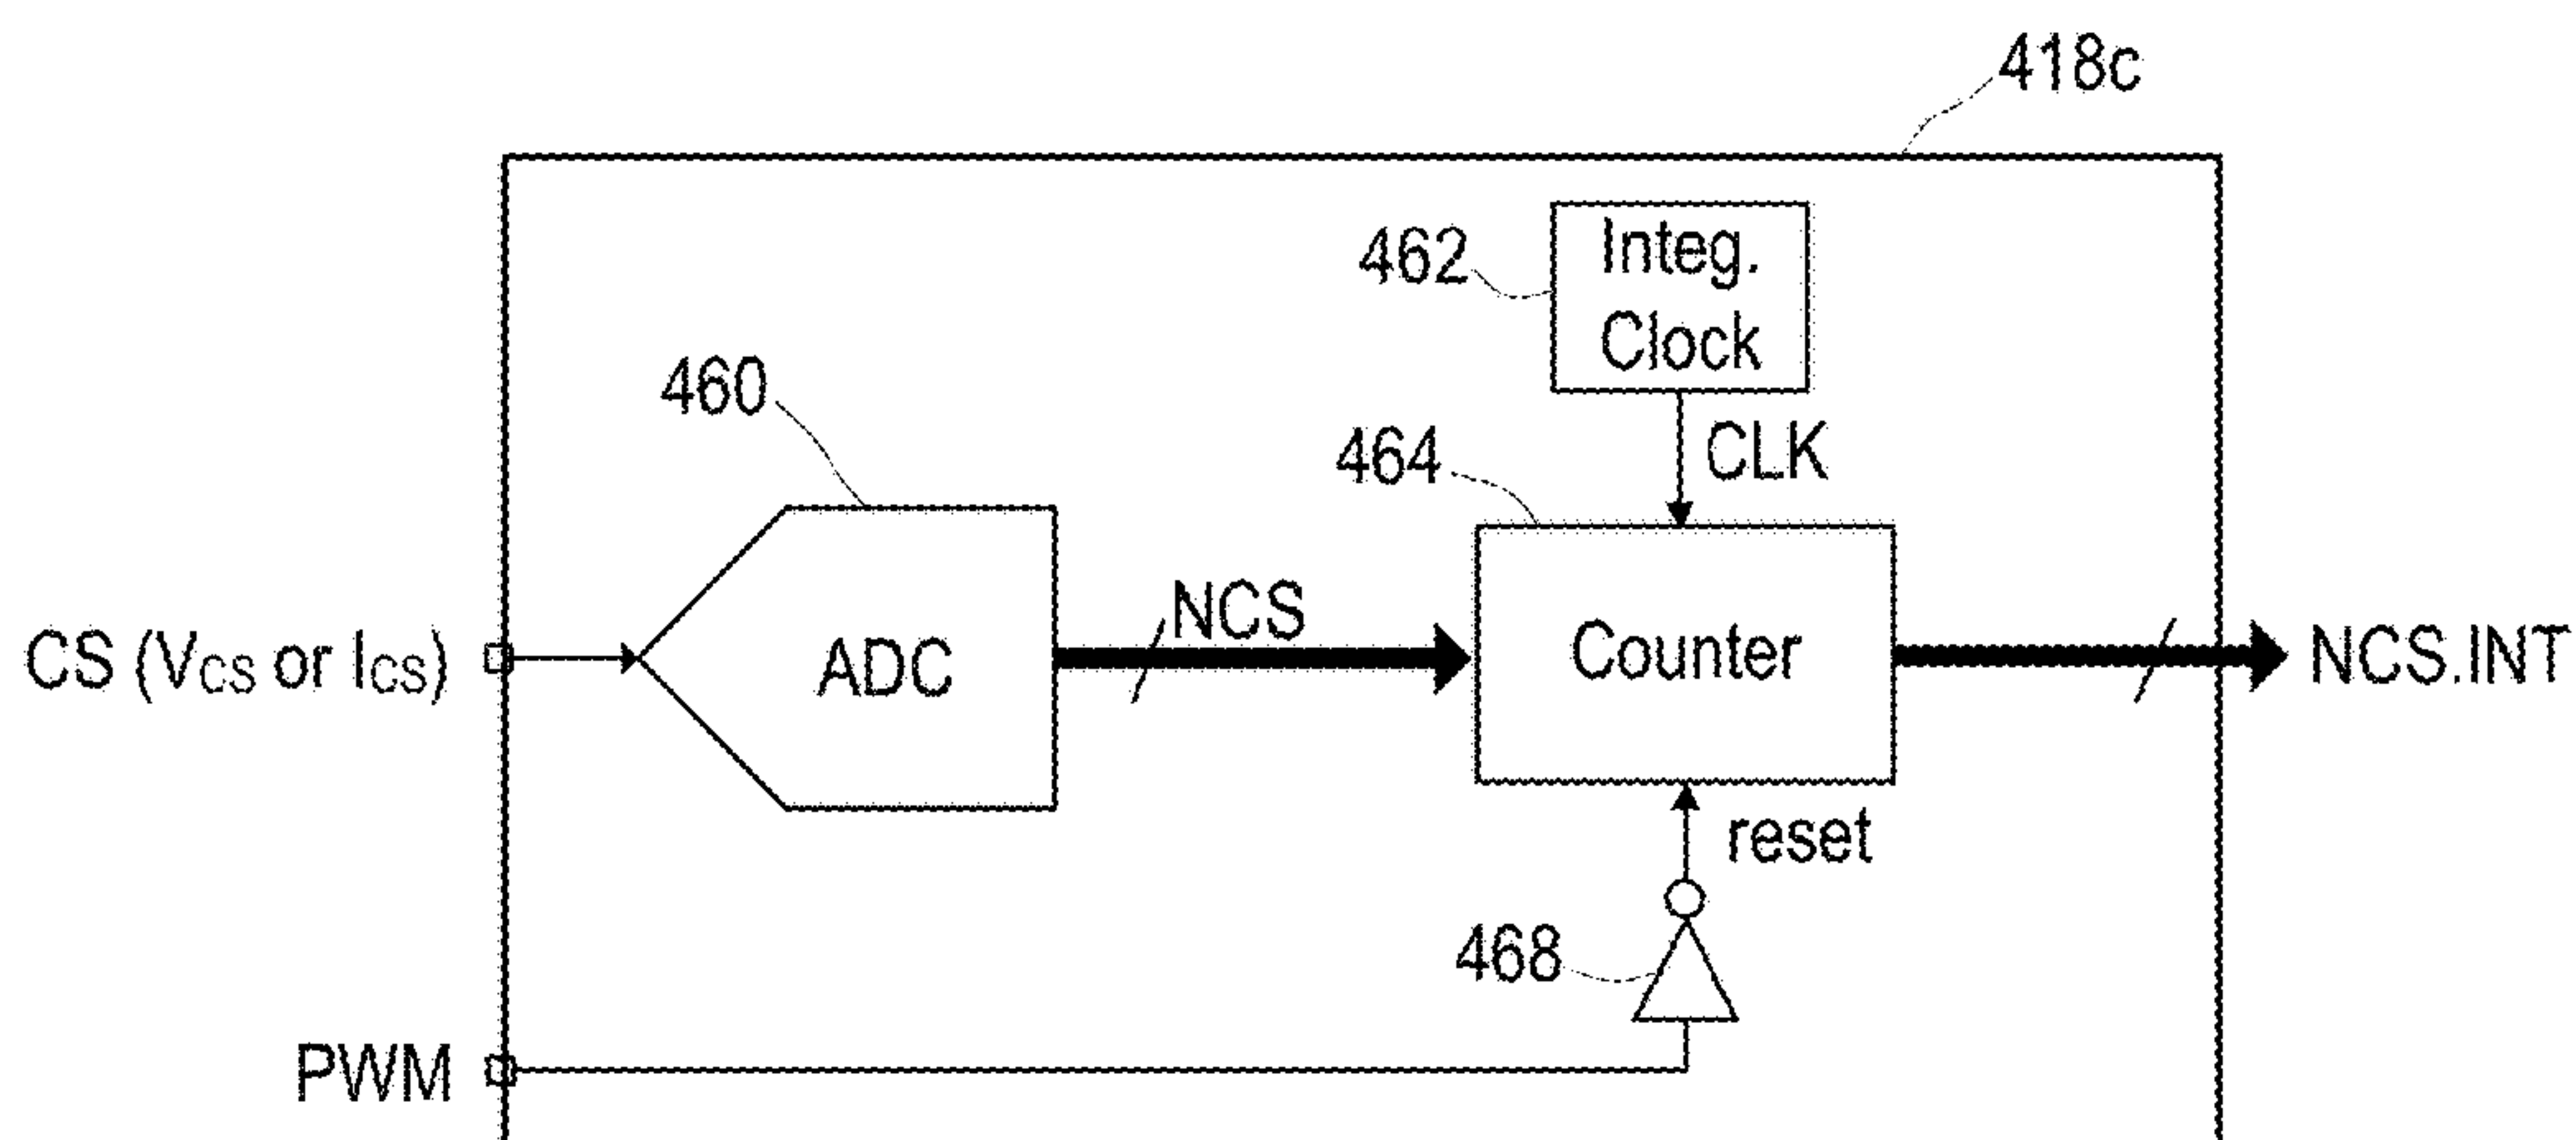 418c
462
Integ.
Clock
460
CLK
464
NCS
CS (VCS or ICS)
ADC
Counter
NCS.INT
reset
468
PWM